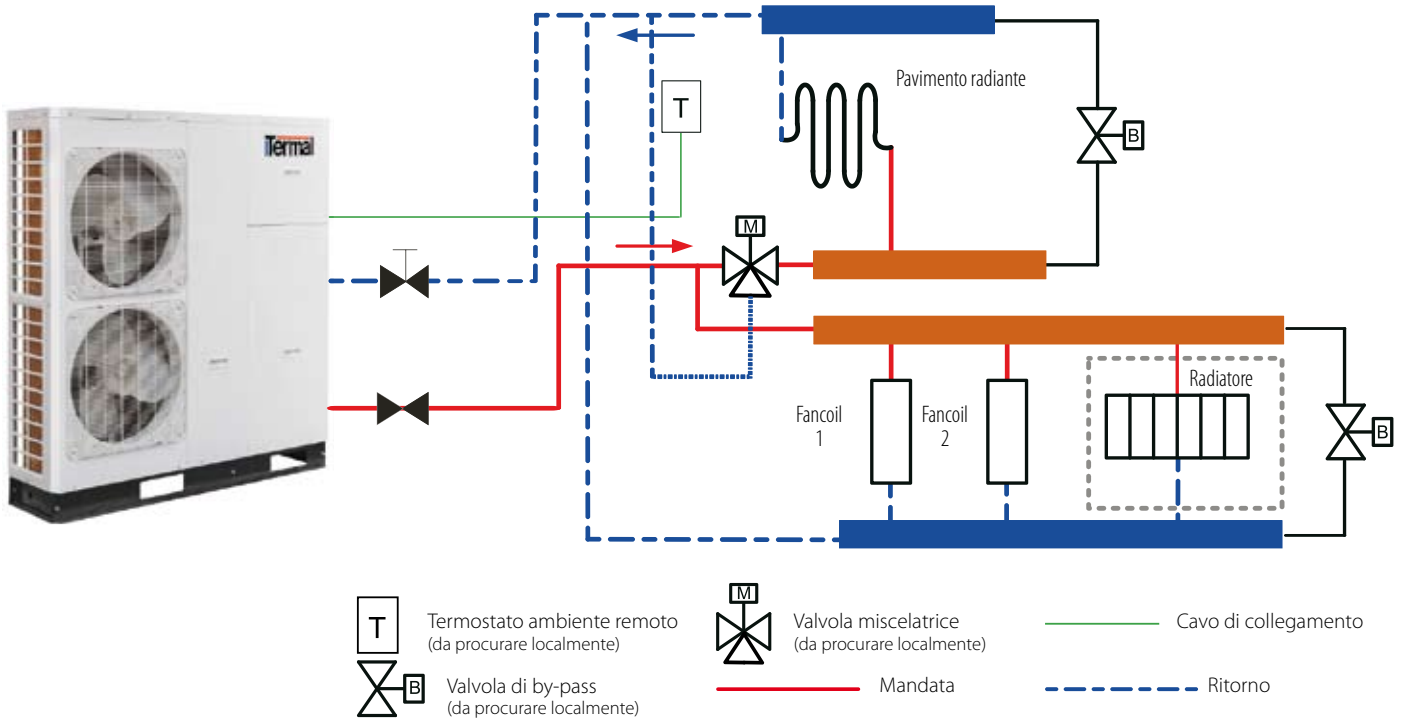 Pavimento radiante
T
B
iTermal
M
Radiatore
Fancoil
1
Fancoil
2
B
T
Termostato ambiente remoto
(da procurare localmente)
M
Valvola miscelatrice
(da procurare localmente)
Cavo di collegamento
B
Valvola di by-pass
(da procurare localmente)
Mandata
Ritorno